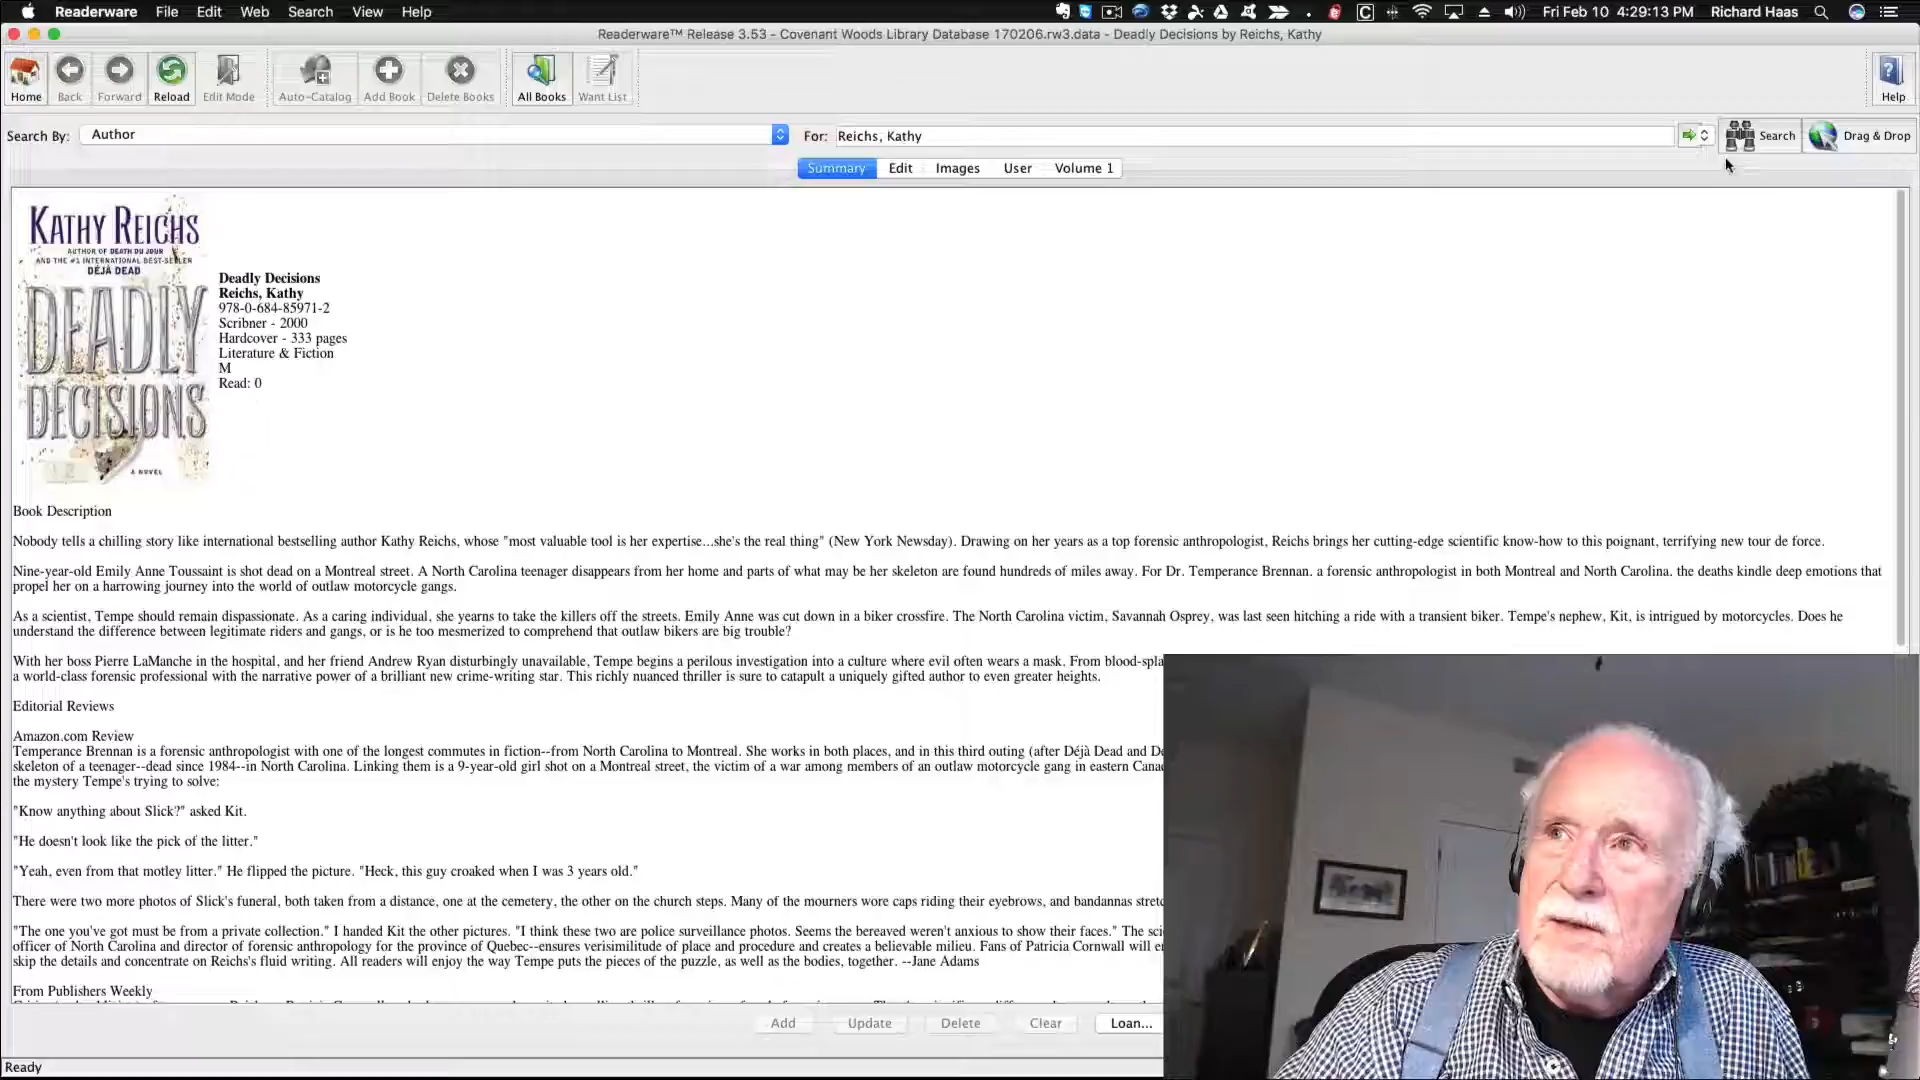 Readerware File Edit Web Search View Help Fri Feb 10 4:29:13 PM Richard Haas
Readerware™ Release 3.53 - Covenant Woods Library Database 170206.rw3.data - Deadly Decisions by Reichs, Kathy
Home Back Forward Reload Edit Mode Auto-Catalog Add Book Delete Books All Books Want List Help
Search By: Author For: Reichs, Kathy Search Drag & Drop
Summary Edit Images User Volume 1
KATHY REICHS
AUTHOR OF DEATH DU JOUR
AND THE #1 INTERNATIONAL BEST-SELLER
DÉJÀ DEAD
DEADLY
DÉCISIONS
A NOVEL
Deadly Decisions
Reichs, Kathy
978-0-684-85971-2
Scribner - 2000
Hardcover - 333 pages
Literature & Fiction
M
Read: 0
Book Description
Nobody tells a chilling story like international bestselling author Kathy Reichs, whose "most valuable tool is her expertise...she's the real thing" (New York Newsday). Drawing on her years as a top forensic anthropologist, Reichs brings her cutting-edge scientific know-how to this poignant, terrifying new tour de force.
Nine-year-old Emily Anne Toussaint is shot dead on a Montreal street. A North Carolina teenager disappears from her home and parts of what may be her skeleton are found hundreds of miles away. For Dr. Temperance Brennan. a forensic anthropologist in both Montreal and North Carolina. the deaths kindle deep emotions that
propel her on a harrowing journey into the world of outlaw motorcycle gangs.
As a scientist, Tempe should remain dispassionate. As a caring individual, she yearns to take the killers off the streets. Emily Anne was cut down in a biker crossfire. The North Carolina victim, Savannah Osprey, was last seen hitching a ride with a transient biker. Tempe's nephew, Kit, is intrigued by motorcycles. Does he
understand the difference between legitimate riders and gangs, or is he too mesmerized to comprehend that outlaw bikers are big trouble?
With her boss Pierre LaManche in the hospital, and her friend Andrew Ryan disturbingly unavailable, Tempe begins a perilous investigation into a culture where evil often wears a mask. From blood-spla
a world-class forensic professional with the narrative power of a brilliant new crime-writing star. This richly nuanced thriller is sure to catapult a uniquely gifted author to even greater heights.
Editorial Reviews
Amazon.com Review
Temperance Brennan is a forensic anthropologist with one of the longest commutes in fiction--from North Carolina to Montreal. She works in both places, and in this third outing (after Déjà Dead and De
skeleton of a teenager--dead since 1984--in North Carolina. Linking them is a 9-year-old girl shot on a Montreal street, the victim of a war among members of an outlaw motorcycle gang in eastern Canad
the mystery Tempe's trying to solve:
"Know anything about Slick?" asked Kit.
"He doesn't look like the pick of the litter."
"Yeah, even from that motley litter." He flipped the picture. "Heck, this guy croaked when I was 3 years old."
There were two more photos of Slick's funeral, both taken from a distance, one at the cemetery, the other on the church steps. Many of the mourners wore caps riding their eyebrows, and bandannas stretc
"The one you've got must be from a private collection." I handed Kit the other pictures. "I think these two are police surveillance photos. Seems the bereaved weren't anxious to show their faces." The sci
officer of North Carolina and director of forensic anthropology for the province of Quebec--ensures verisimilitude of place and procedure and creates a believable milieu. Fans of Patricia Cornwall will en
skip the details and concentrate on Reichs's fluid writing. All readers will enjoy the way Tempe puts the pieces of the puzzle, as well as the bodies, together. --Jane Adams
From Publishers Weekly
Add Update Delete Clear Loan...
Ready